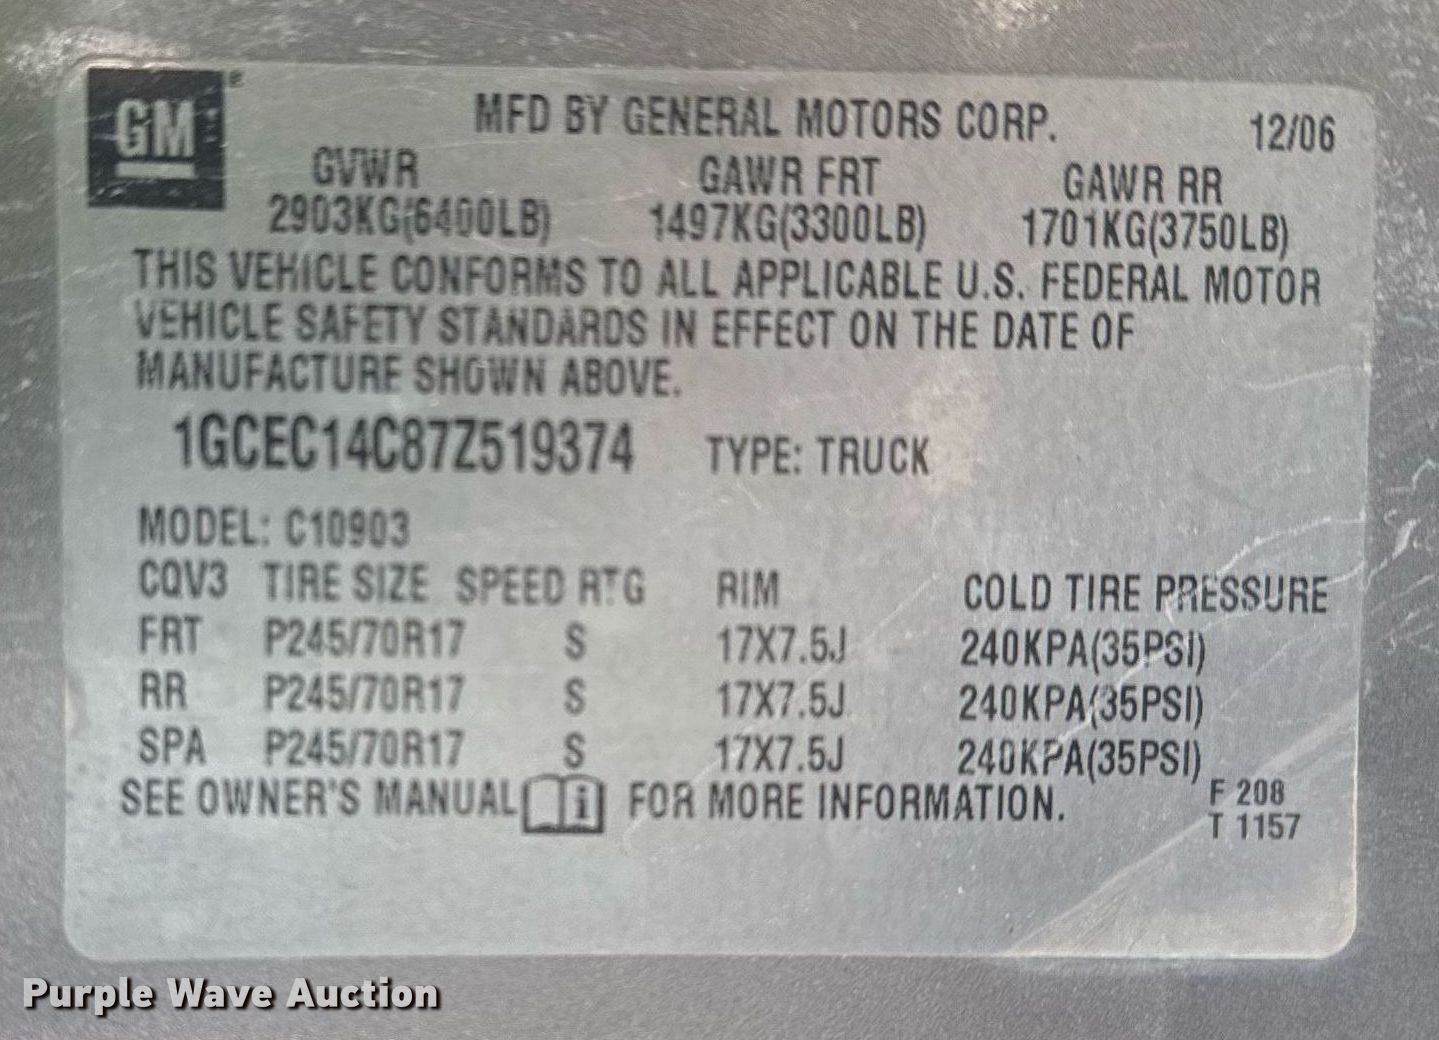 GM
MFD BY GENERAL MOTORS CORP. 12/06
GVWR GAWR FRT GAWR RR
2903KG(6400LB) 1497KG(3300LB) 1701KG(3750LB)
THIS VEHICLE CONFORMS TO ALL APPLICABLE U.S. FEDERAL MOTOR
VEHICLE SAFETY STANDARDS IN EFFECT ON THE DATE OF
MANUFACTURE SHOWN ABOVE.
1GCEC14C87Z519374 TYPE: TRUCK
MODEL: C10903
CQV3 TIRE SIZE SPEED RTG RIM COLD TIRE PRESSURE
FRT P245/70R17 S 17X7.5J 240KPA(35PSI)
RR P245/70R17 S 17X7.5J 240KPA(35PSI)
SPA P245/70R17 S 17X7.5J 240KPA(35PSI)
SEE OWNER'S MANUAL i FOR MORE INFORMATION.
F 208
T 1157
Purple Wave Auction